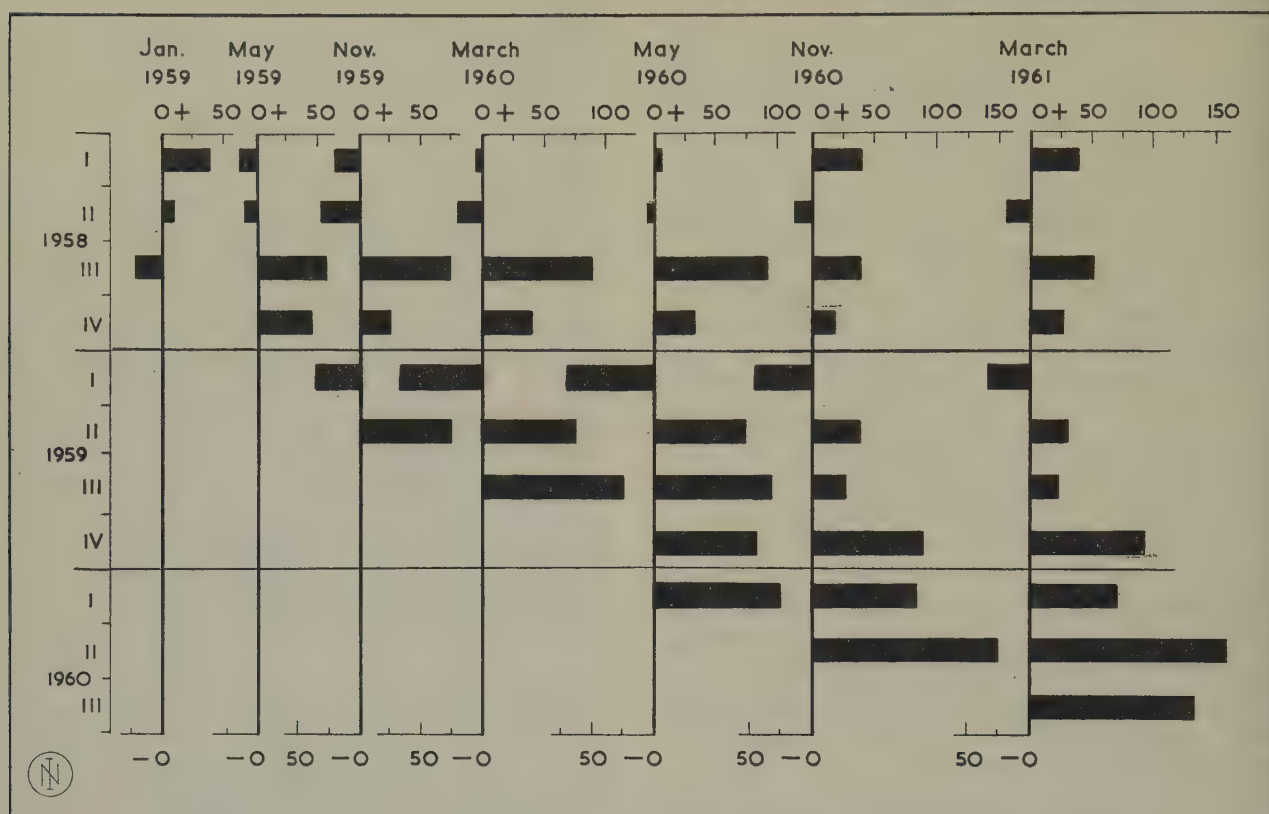 Jan. May Nov. March May Nov. March
1959 1959 1959 1960 1960 1960 1961
0+ 50 0+ 50 0+ 50 0+ 50 100 0+ 50 100 0+ 50 100 150 0+ 50 100 150
I
II
1958
III
IV
I
II
1959
III
IV
I
II
1960
III
−0 −0 50 −0 50 −0 50 −0 50 −0 50 −0